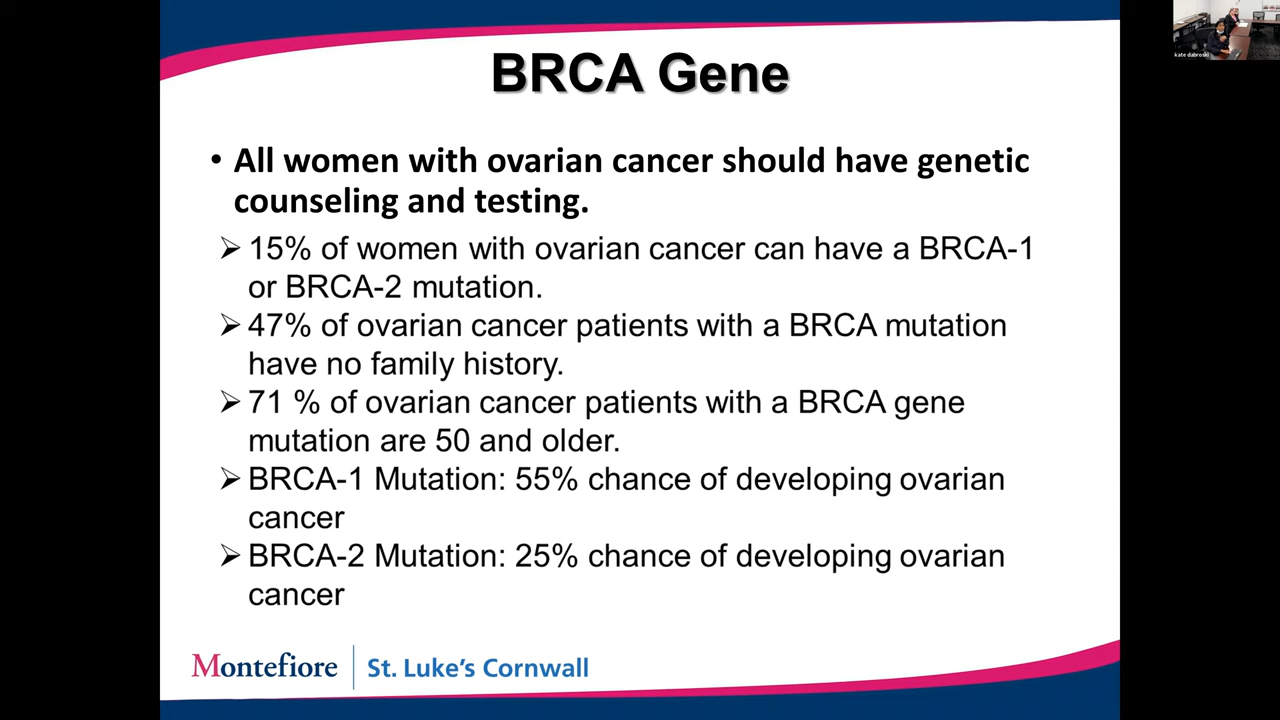 BRCA Gene
• All women with ovarian cancer should have genetic
counseling and testing.
➢ 15% of women with ovarian cancer can have a BRCA-1
or BRCA-2 mutation.
➢ 47% of ovarian cancer patients with a BRCA mutation
have no family history.
➢ 71 % of ovarian cancer patients with a BRCA gene
mutation are 50 and older.
➢ BRCA-1 Mutation: 55% chance of developing ovarian
cancer
➢ BRCA-2 Mutation: 25% chance of developing ovarian
cancer
Montefiore | St. Luke's Cornwall
kate dabroski